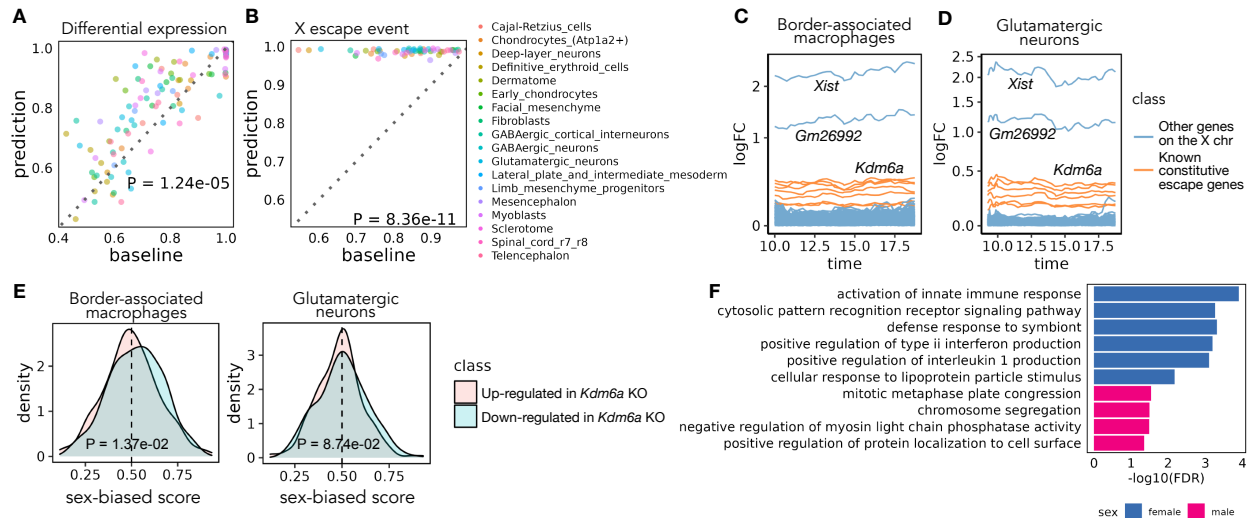 A
Differential expression
1.0
0.8
0.6
prediction
P = 1.24e-05
0.4
0.6
0.8
1.0
baseline
B
X escape event
1.0
0.9
0.8
0.7
0.6
prediction
P = 8.36e-11
0.6
0.7
0.8
0.9
baseline
Cajal-Retzius_cells
Chondrocytes_(Atp1a2+)
Deep-layer_neurons
Definitive_erythroid_cells
Dermatome
Early_chondrocytes
Facial_mesenchyme
Fibroblasts
GABAergic_cortical_interneurons
GABAergic_neurons
Glutamatergic_neurons
Lateral_plate_and_intermediate_mesoderm
Limb_mesenchyme_progenitors
Mesencephalon
Myoblasts
Sclerotome
Spinal_cord_r7_r8
Telencephalon
C
Border-associated
macrophages
2
1
0
logFC
Xist
Gm26992
Kdm6a
10.0
12.5
15.0
17.5
time
D
Glutamatergic
neurons
2.5
2.0
1.5
1.0
0.5
0.0
logFC
Xist
Gm26992
Kdm6a
10.0
12.5
15.0
17.5
time
class
Other genes
on the X chr
Known
constitutive
escape genes
E
Border-associated
macrophages
2
1
0
density
P = 1.37e-02
0.25
0.50
0.75
sex-biased score
Glutamatergic
neurons
3
2
1
0
density
P = 8.74e-02
0.25
0.50
0.75
sex-biased score
class
Up-regulated in Kdm6a KO
Down-regulated in Kdm6a KO
F
activation of innate immune response
cytosolic pattern recognition receptor signaling pathway
defense response to symbiont
positive regulation of type ii interferon production
positive regulation of interleukin 1 production
cellular response to lipoprotein particle stimulus
mitotic metaphase plate congression
chromosome segregation
negative regulation of myosin light chain phosphatase activity
positive regulation of protein localization to cell surface
0
1
2
3
4
-log10(FDR)
sex
female
male